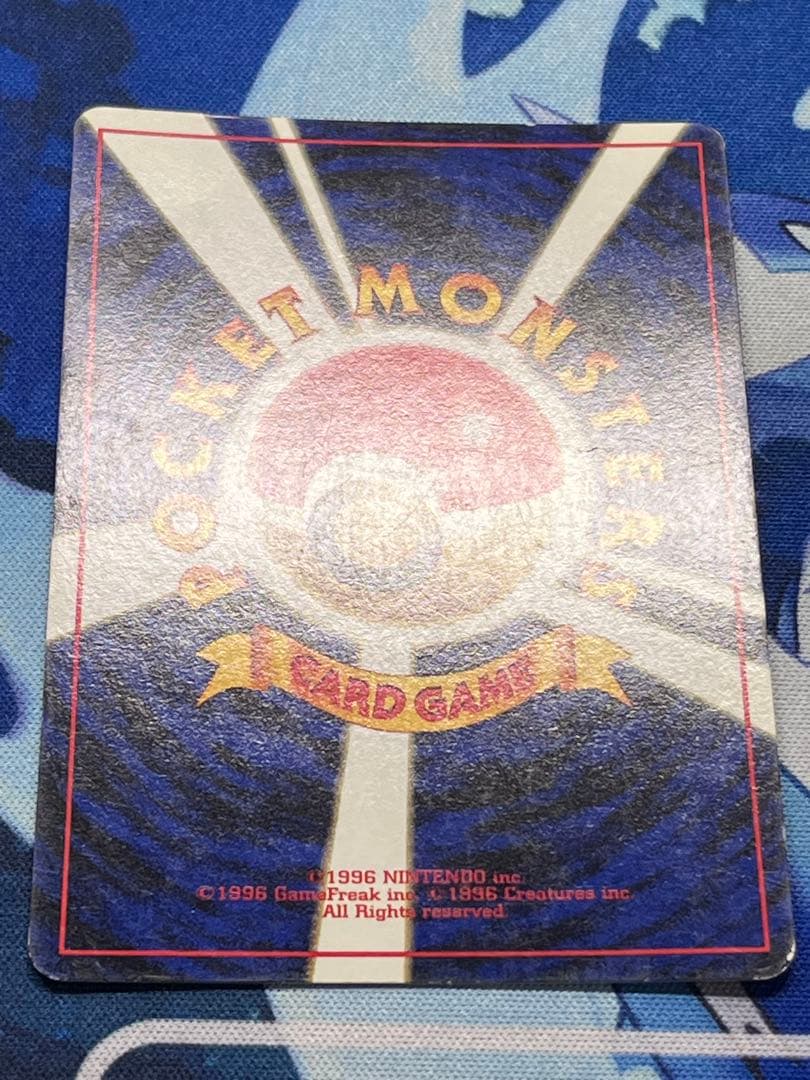 POCKET MONSTERS
CARD GAME
©1996 NINTENDO inc.
©1996 GameFreak inc. ©1996 Creatures inc.
All Rights reserved.